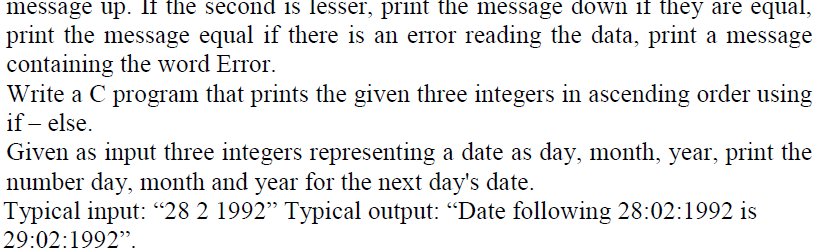 message up. If the second is lesser, print the message down if they are equal,
print the message equal if there is an error reading the data, print a message
containing the word Error.
Write a C program that prints the given three integers in ascending order using
if – else.
Given as input three integers representing a date as day, month, year, print the
number day, month and year for the next day's date.
Typical input: “28 2 1992” Typical output: “Date following 28:02:1992 is
29:02:1992”.